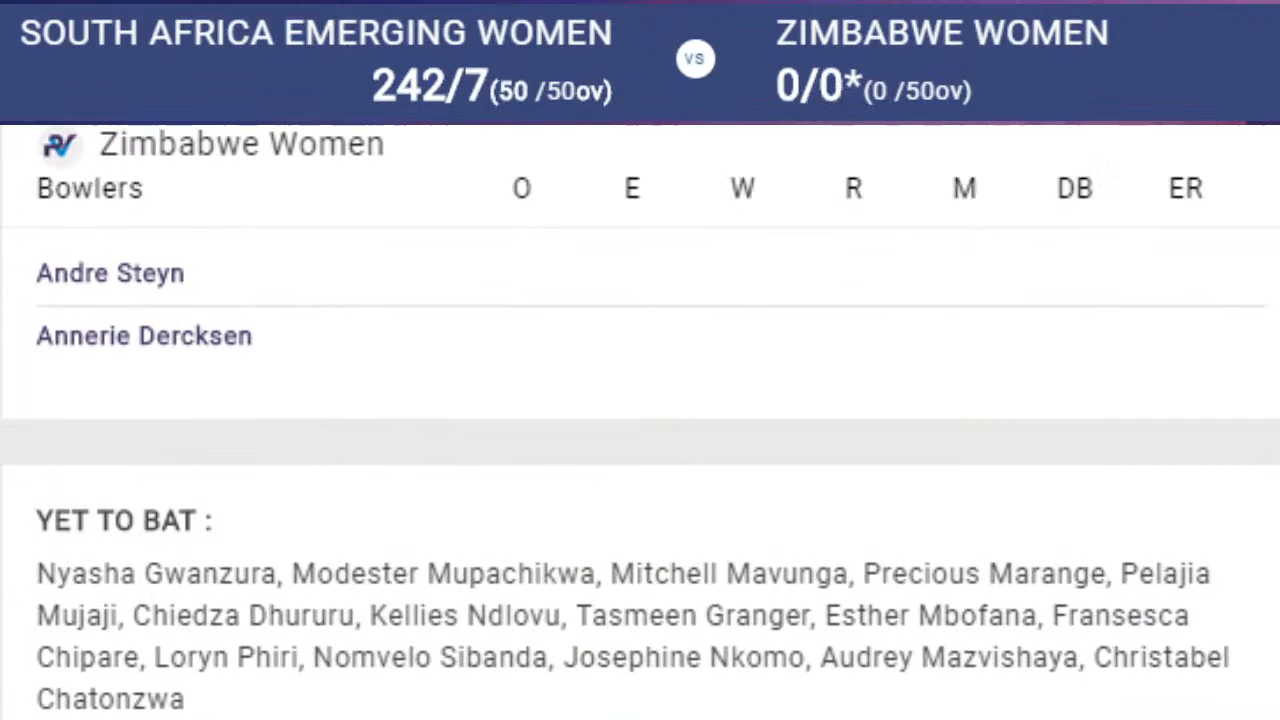 SOUTH AFRICA EMERGING WOMEN
242/7(50 /50ov)
vs
ZIMBABWE WOMEN
0/0*(0 /50ov)
Zimbabwe Women
Bowlers O E W R M DB ER
Andre Steyn
Annerie Dercksen
YET TO BAT :
Nyasha Gwanzura, Modester Mupachikwa, Mitchell Mavunga, Precious Marange, Pelajia
Mujaji, Chiedza Dhururu, Kellies Ndlovu, Tasmeen Granger, Esther Mbofana, Fransesca
Chipare, Loryn Phiri, Nomvelo Sibanda, Josephine Nkomo, Audrey Mazvishaya, Christabel
Chatonzwa